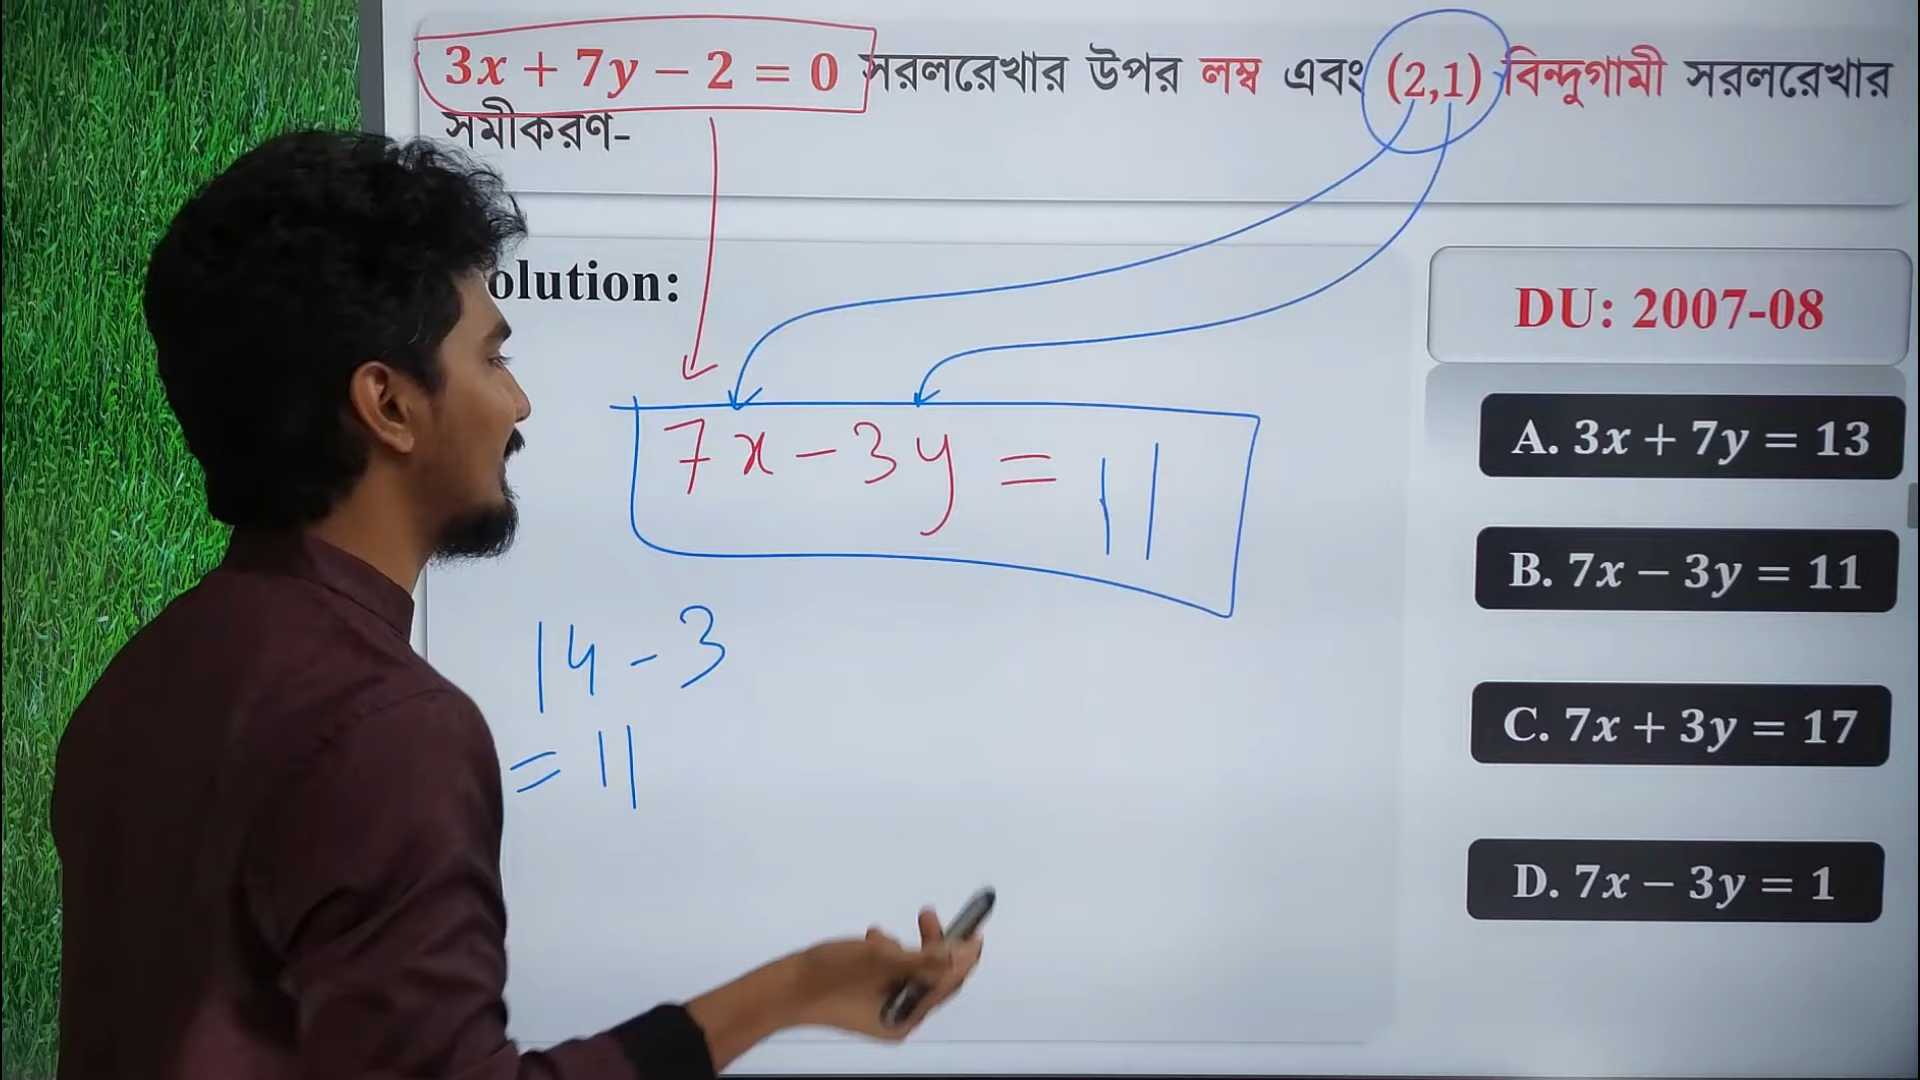 3x + 7y − 2 = 0 সরলরেখার উপর লম্ব এবং (2,1) বিন্দুগামী সরলরেখার
সমীকরণ-
olution:
7x − 3y = 11
14 − 3
= 11
DU: 2007-08
A. 3x + 7y = 13
B. 7x − 3y = 11
C. 7x + 3y = 17
D. 7x − 3y = 1